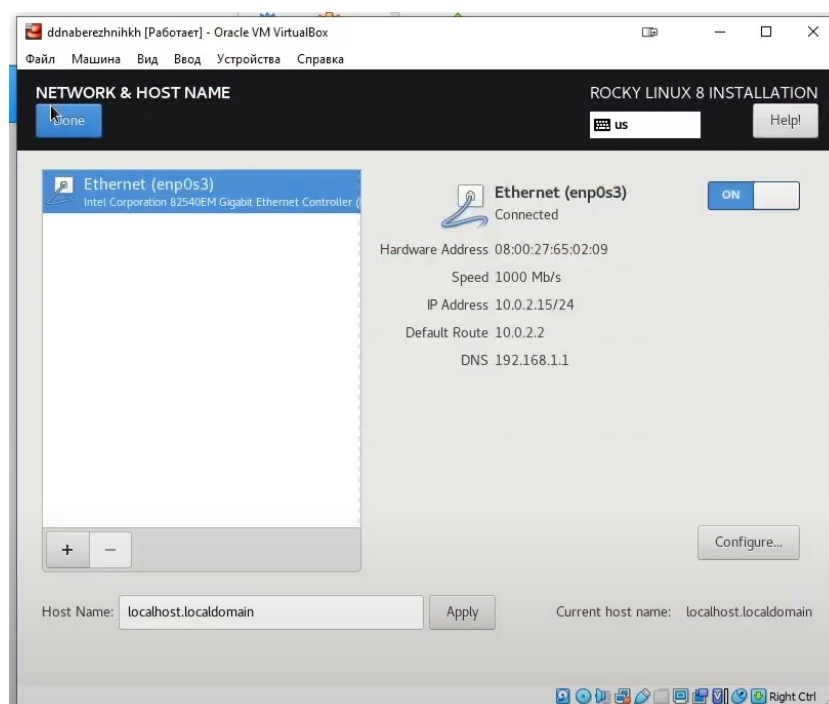 ddnaberezhnihkh [Работает] - Oracle VM VirtualBox
Файл Машина Вид Ввод Устройства Справка
NETWORK & HOST NAME
ROCKY LINUX 8 INSTALLATION
Done
us
Help!
Ethernet (enp0s3)
Intel Corporation 82540EM Gigabit Ethernet Controller (
Ethernet (enp0s3)
Connected
ON
Hardware Address 08:00:27:65:02:09
Speed 1000 Mb/s
IP Address 10.0.2.15/24
Default Route 10.0.2.2
DNS 192.168.1.1
+ −
Configure...
Host Name: localhost.localdomain Apply Current host name: localhost.localdomain
Right Ctrl